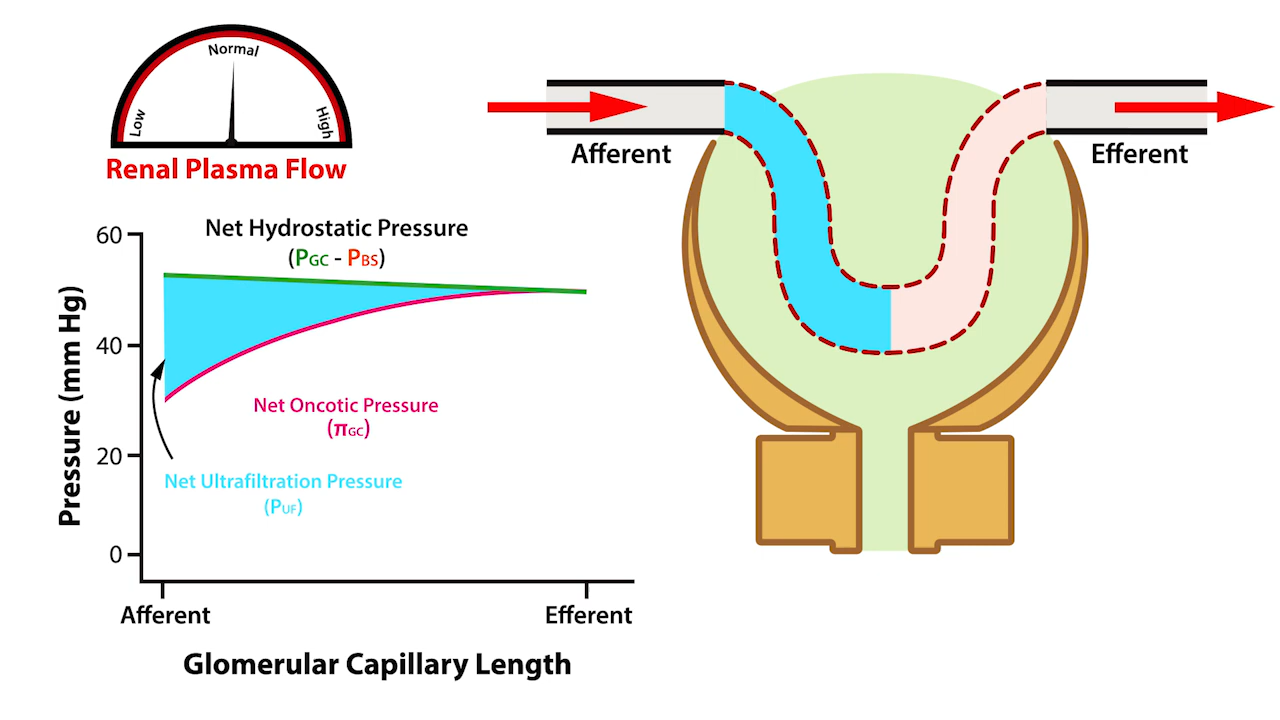 Normal
Low
High
Renal Plasma Flow
Afferent
Efferent
Net Hydrostatic Pressure
(PGC - PBS)
60
40
20
0
Pressure (mm Hg)
Net Oncotic Pressure
(πGC)
Net Ultrafiltration Pressure
(PUF)
Afferent
Efferent
Glomerular Capillary Length